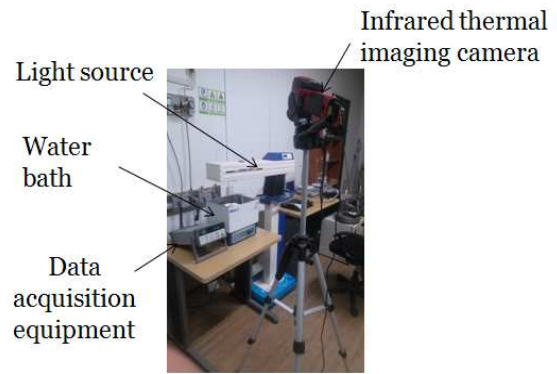 Infrared thermal
imaging camera
Light source
Water
bath
Data
acquisition
equipment